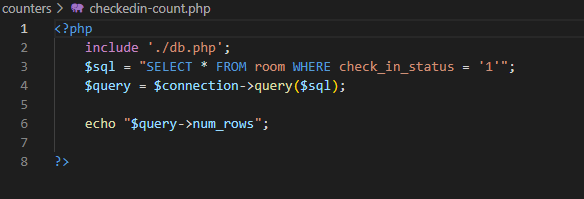 counters > checkedin-count.php
1 <?php
2 include './db.php';
3 $sql = "SELECT * FROM room WHERE check_in_status = '1'";
4 $query = $connection->query($sql);
5
6 echo "$query->num_rows";
7
8 ?>